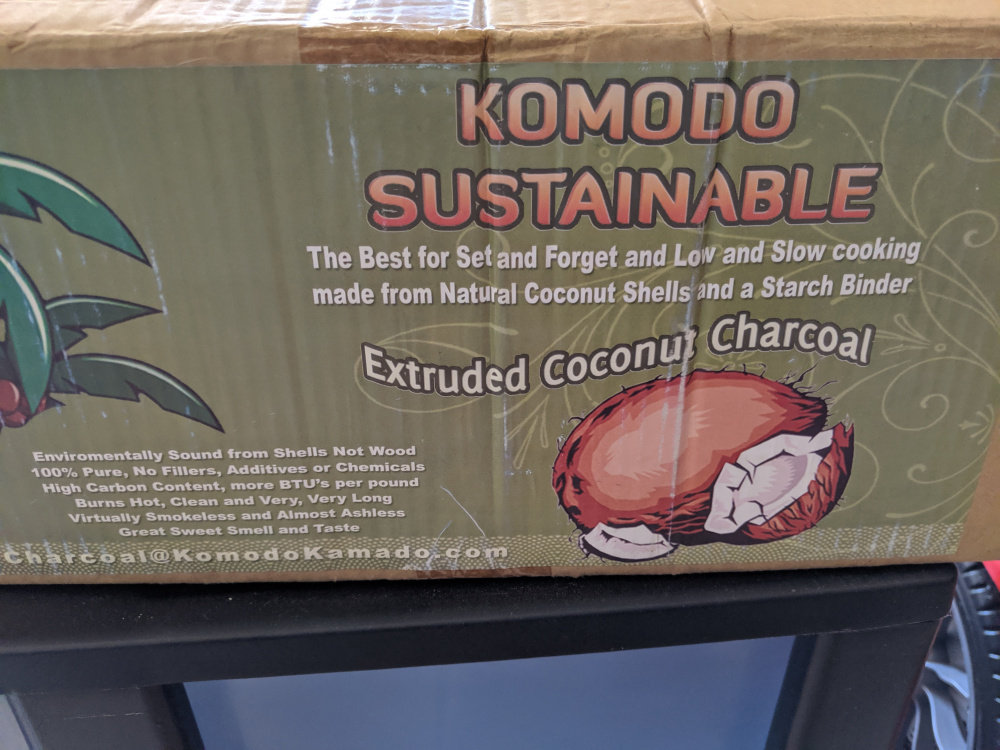 KOMODO
SUSTAINABLE
The Best for Set and Forget and Low and Slow cooking
made from Natural Coconut Shells and a Starch Binder
Extruded Coconut Charcoal
Enviromentally Sound from Shells Not Wood
100% Pure, No Fillers, Additives or Chemicals
High Carbon Content, more BTU's per pound
Burns Hot, Clean and Very, Very Long
Virtually Smokeless and Almost Ashless
Great Sweet Smell and Taste
Charcoal@KomodoKamado.com